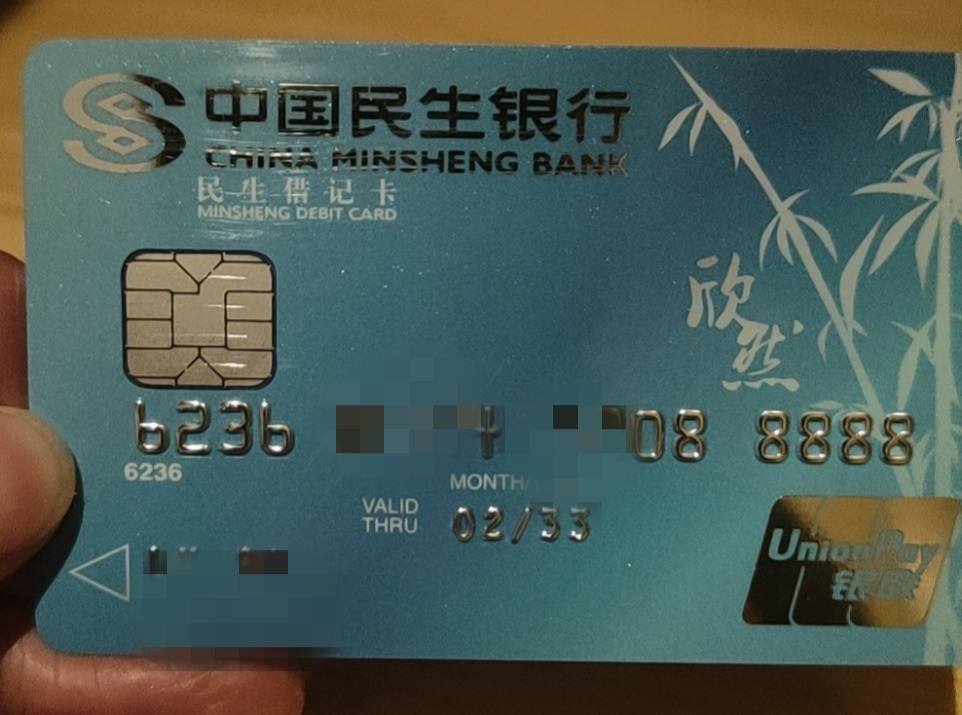 中国民生银行
CHINA MINSHENG BANK
民生借记卡
MINSHENG DEBIT CARD
欣然
6236 08 8888
6236
MONTH/
VALID THRU 02/33
UnionPay
银联